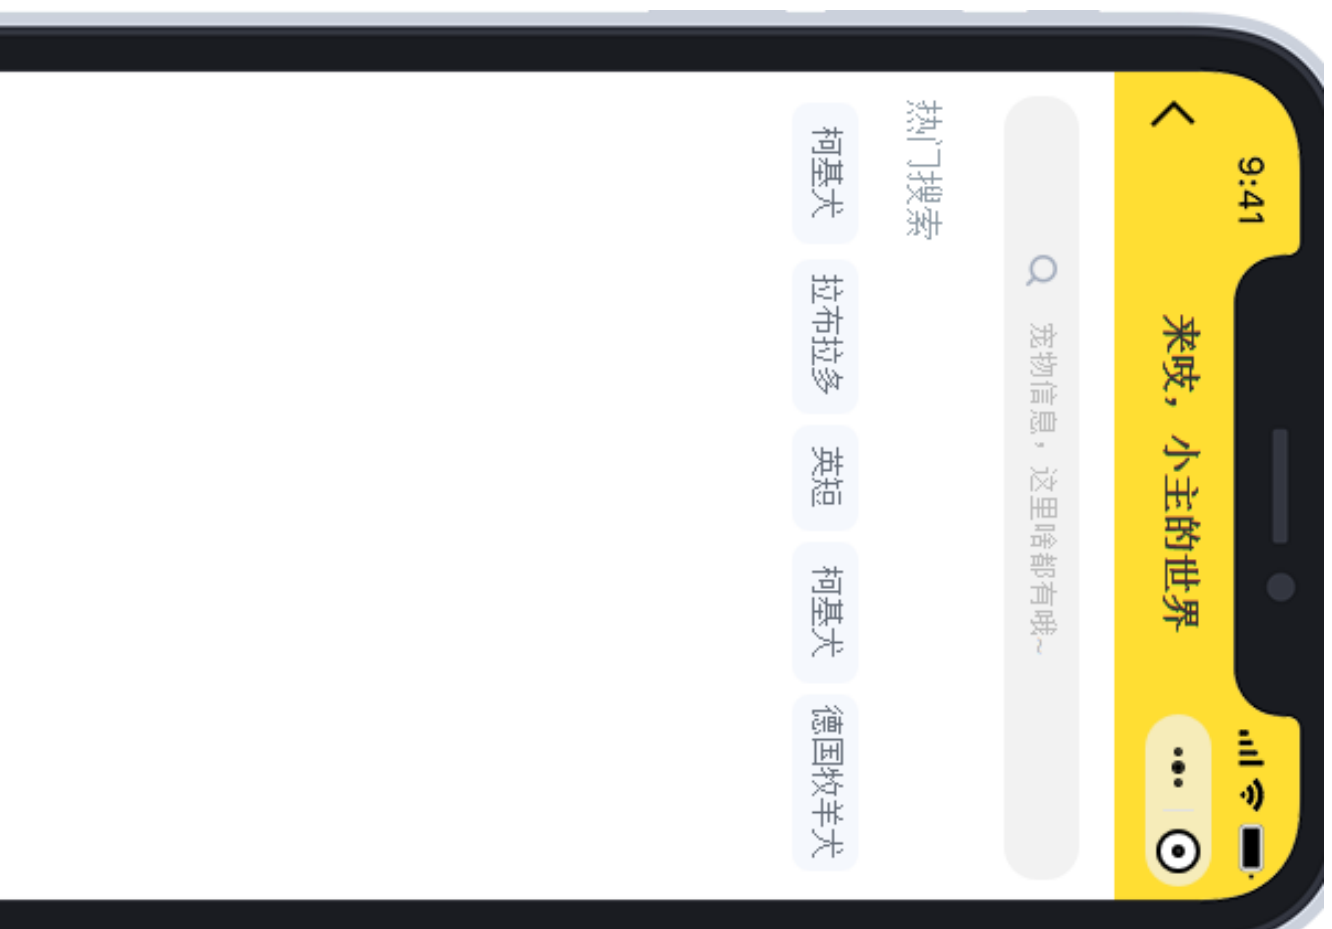 9:41
来吱，小主的世界
宠物信息，这里啥都有哦~
热门搜索
柯基犬 拉布拉多 英短 柯基犬 德国牧羊犬